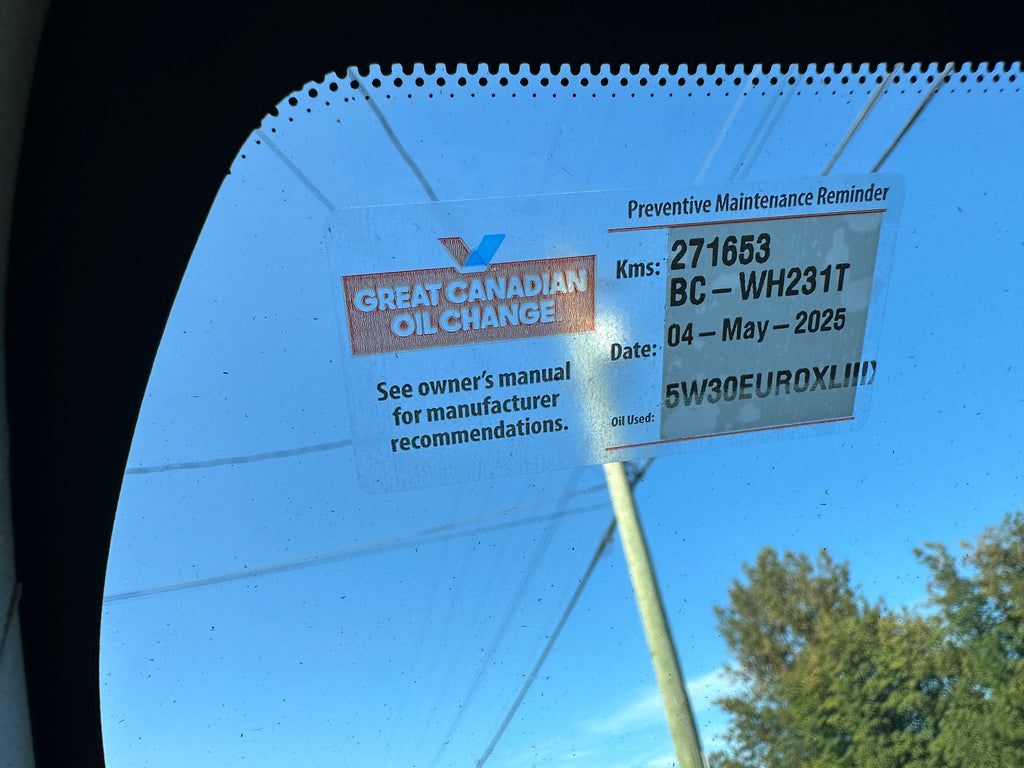 Preventive Maintenance Reminder
GREAT CANADIAN
OIL CHANGE
See owner's manual
for manufacturer
recommendations.
Kms: 271653
BC – WH231T
Date: 04 – May – 2025
Oil Used: